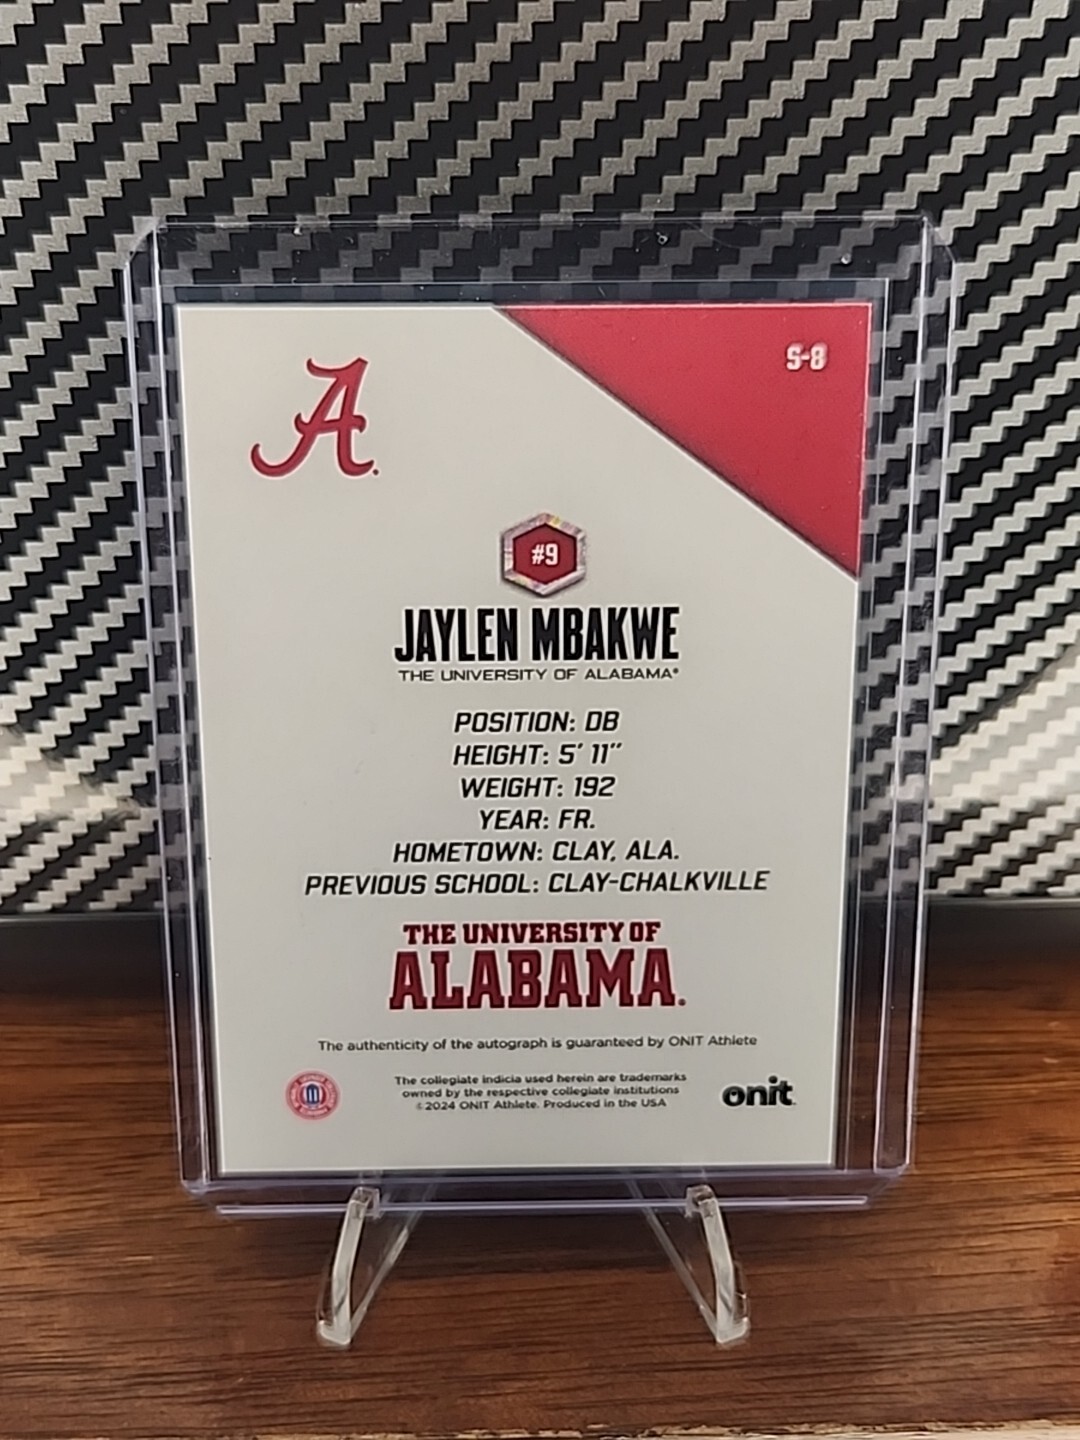 S-8
A
#9
JAYLEN MBAKWE
THE UNIVERSITY OF ALABAMA®
POSITION: DB
HEIGHT: 5' 11"
WEIGHT: 192
YEAR: FR.
HOMETOWN: CLAY, ALA.
PREVIOUS SCHOOL: CLAY-CHALKVILLE
THE UNIVERSITY OF
ALABAMA
The authenticity of the autograph is guaranteed by ONIT Athlete
The collegiate indicia used herein are trademarks
owned by the respective collegiate institutions
©2024 ONIT Athlete. Produced in the USA
onit